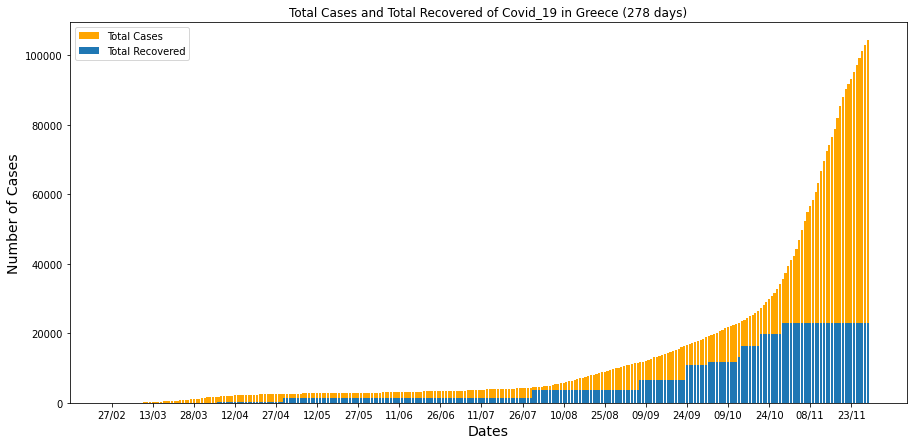 Total Cases and Total Recovered of Covid_19 in Greece (278 days)
Total Cases
Total Recovered
100000
80000
60000
40000
20000
0
Number of Cases
27/02 13/03 28/03 12/04 27/04 12/05 27/05 11/06 26/06 11/07 26/07 10/08 25/08 09/09 24/09 09/10 24/10 08/11 23/11
Dates